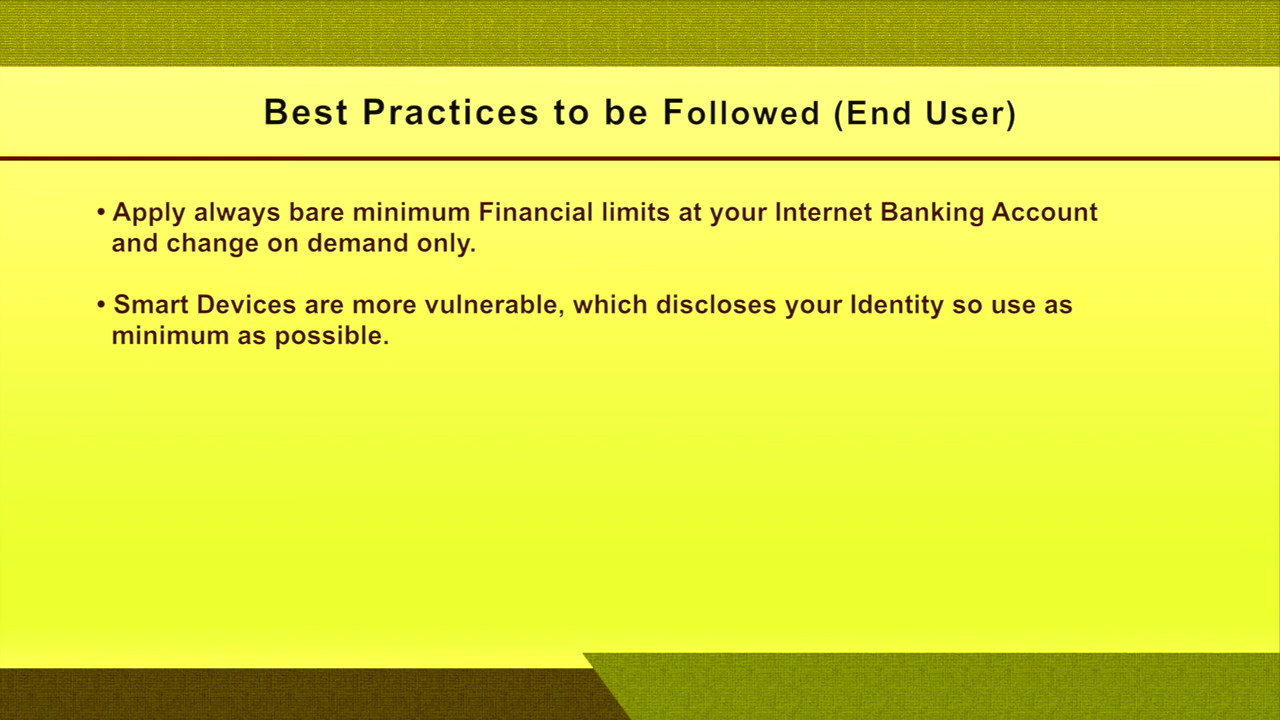 Best Practices to be Followed (End User)
• Apply always bare minimum Financial limits at your Internet Banking Account
and change on demand only.
• Smart Devices are more vulnerable, which discloses your Identity so use as
minimum as possible.